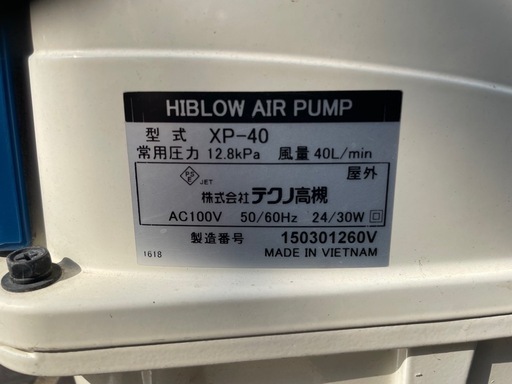 HIBLOW AIR PUMP
型式 XP-40
常用圧力 12.8kPa 風量 40L/min
PSE JET 屋外
株式会社テクノ高槻
AC100V 50/60Hz 24/30W
製造番号 150301260V
1618 MADE IN VIETNAM